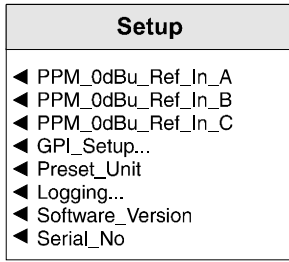 Setup
PPM_0dBu_Ref_In_A
PPM_0dBu_Ref_In_B
PPM_0dBu_Ref_In_C
GPI_Setup...
Preset_Unit
Logging...
Software_Version
Serial_No